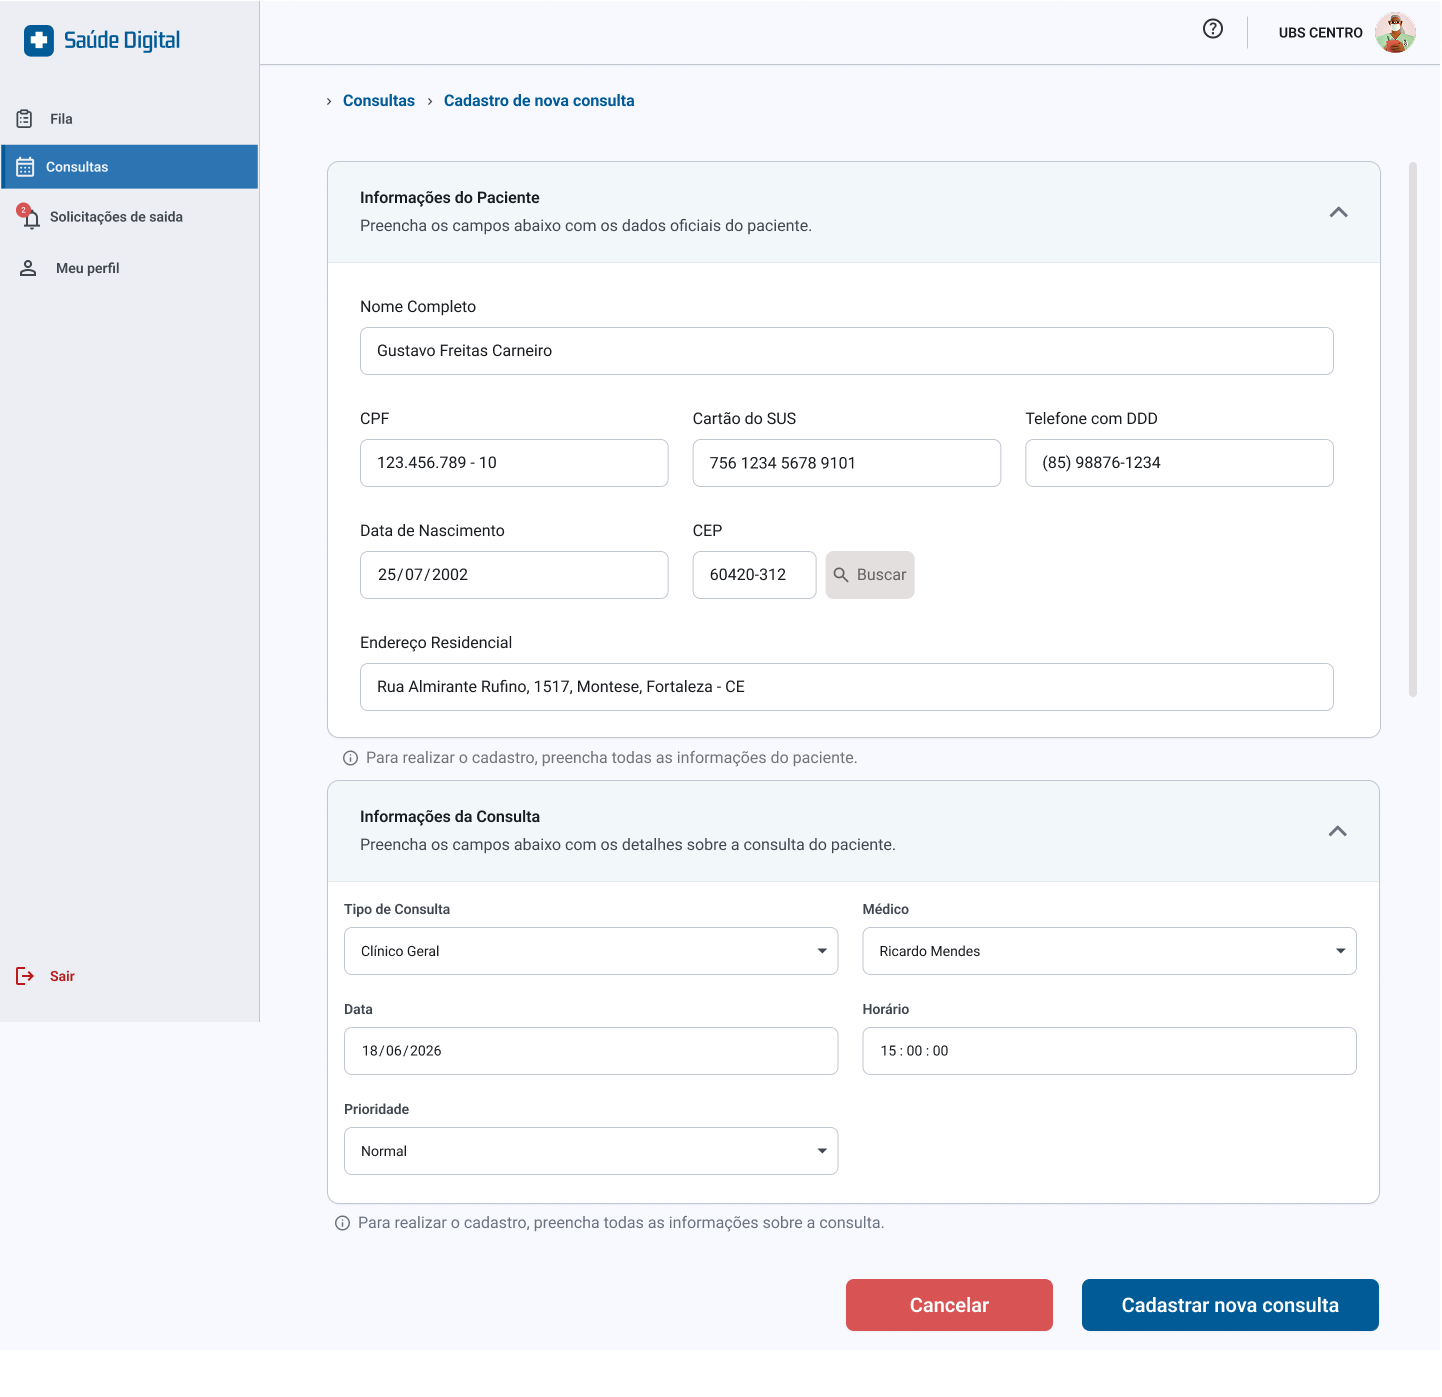 Saúde Digital
UBS CENTRO
Fila
Consultas
2
Solicitações de saida
Meu perfil
Sair
› Consultas › Cadastro de nova consulta
Informações do Paciente
Preencha os campos abaixo com os dados oficiais do paciente.
Nome Completo
Gustavo Freitas Carneiro
CPF
Cartão do SUS
Telefone com DDD
123.456.789 - 10
756 1234 5678 9101
(85) 98876-1234
Data de Nascimento
CEP
25/07/2002
60420-312
Buscar
Endereço Residencial
Rua Almirante Rufino, 1517, Montese, Fortaleza - CE
Para realizar o cadastro, preencha todas as informações do paciente.
Informações da Consulta
Preencha os campos abaixo com os detalhes sobre a consulta do paciente.
Tipo de Consulta
Médico
Clínico Geral
Ricardo Mendes
Data
Horário
18/06/2026
15 : 00 : 00
Prioridade
Normal
Para realizar o cadastro, preencha todas as informações sobre a consulta.
Cancelar
Cadastrar nova consulta